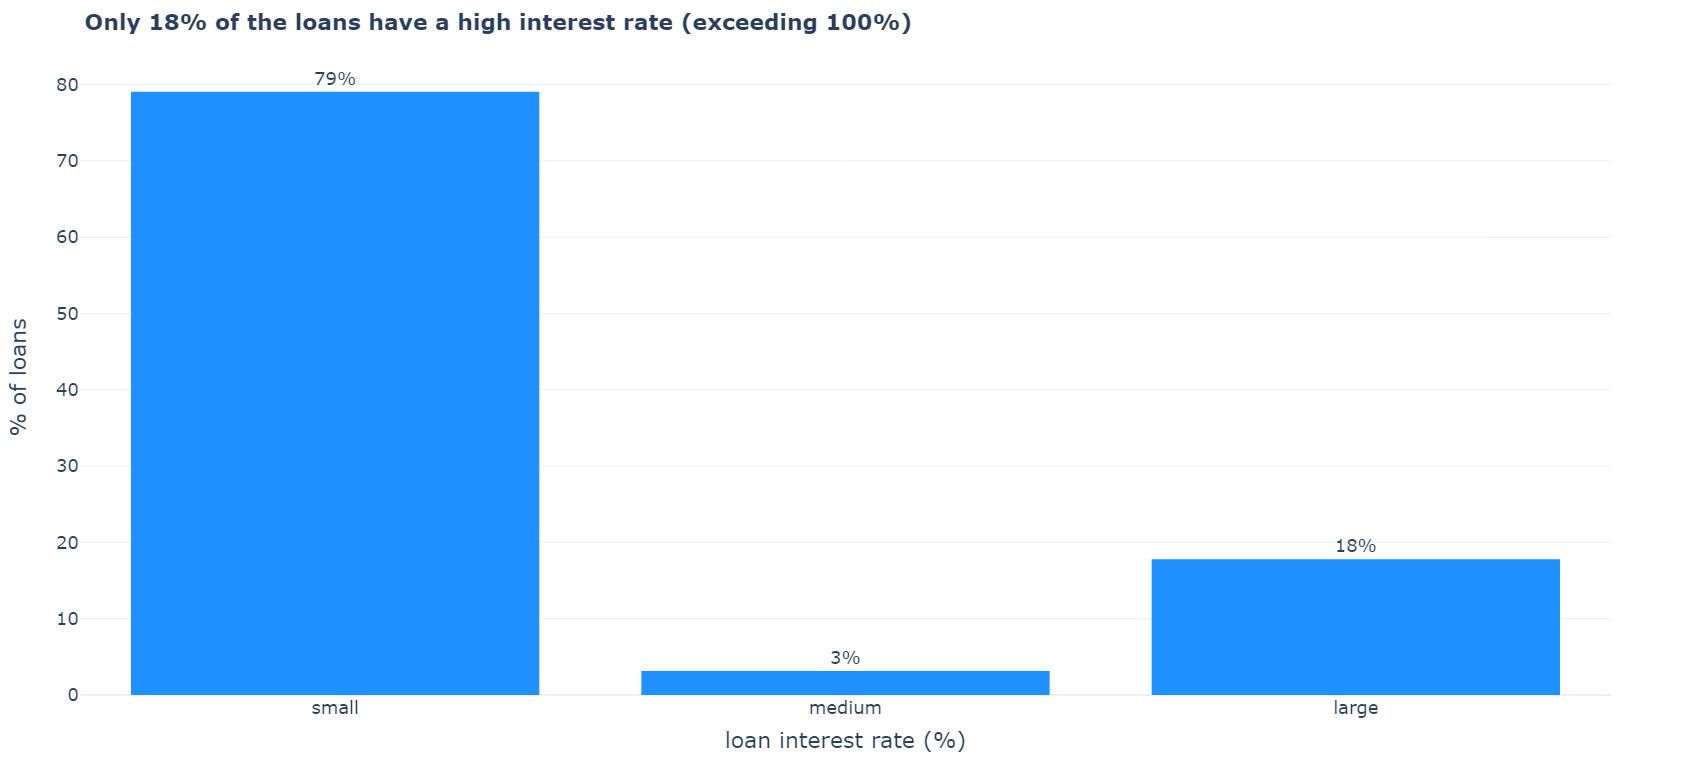 Only 18% of the loans have a high interest rate (exceeding 100%)
% of loans
80
70
60
50
40
30
20
10
0
79%
3%
18%
small
medium
large
loan interest rate (%)